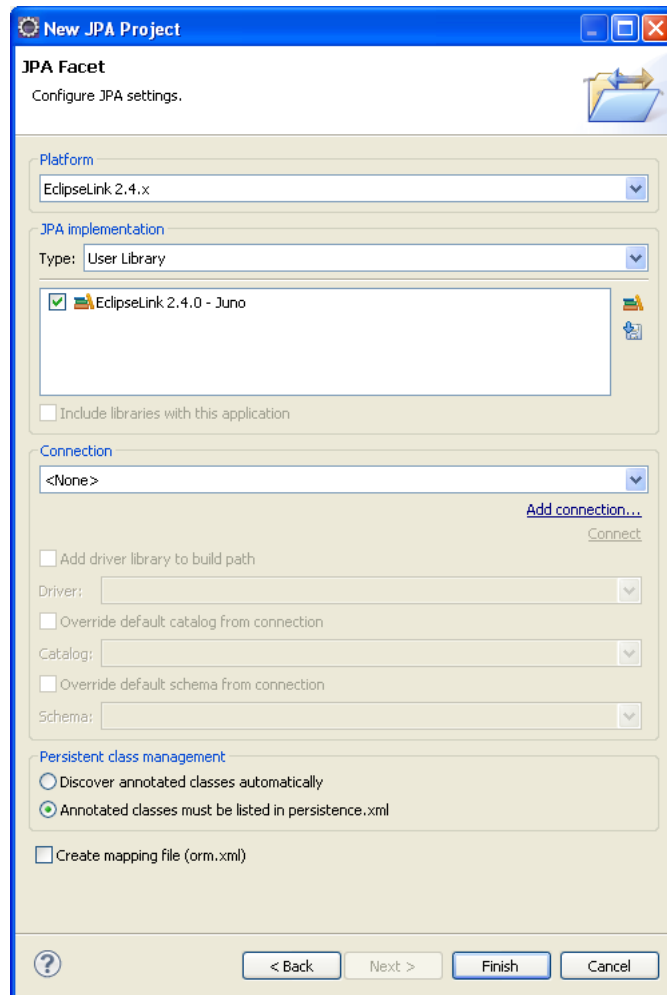 New JPA Project
JPA Facet
Configure JPA settings.
Platform
EclipseLink 2.4.x
JPA implementation
Type: User Library
EclipseLink 2.4.0 - Juno
Include libraries with this application
Connection
<None>
Add connection...
Connect
Add driver library to build path
Driver:
Override default catalog from connection
Catalog:
Override default schema from connection
Schema:
Persistent class management
Discover annotated classes automatically
Annotated classes must be listed in persistence.xml
Create mapping file (orm.xml)
? < Back Next > Finish Cancel